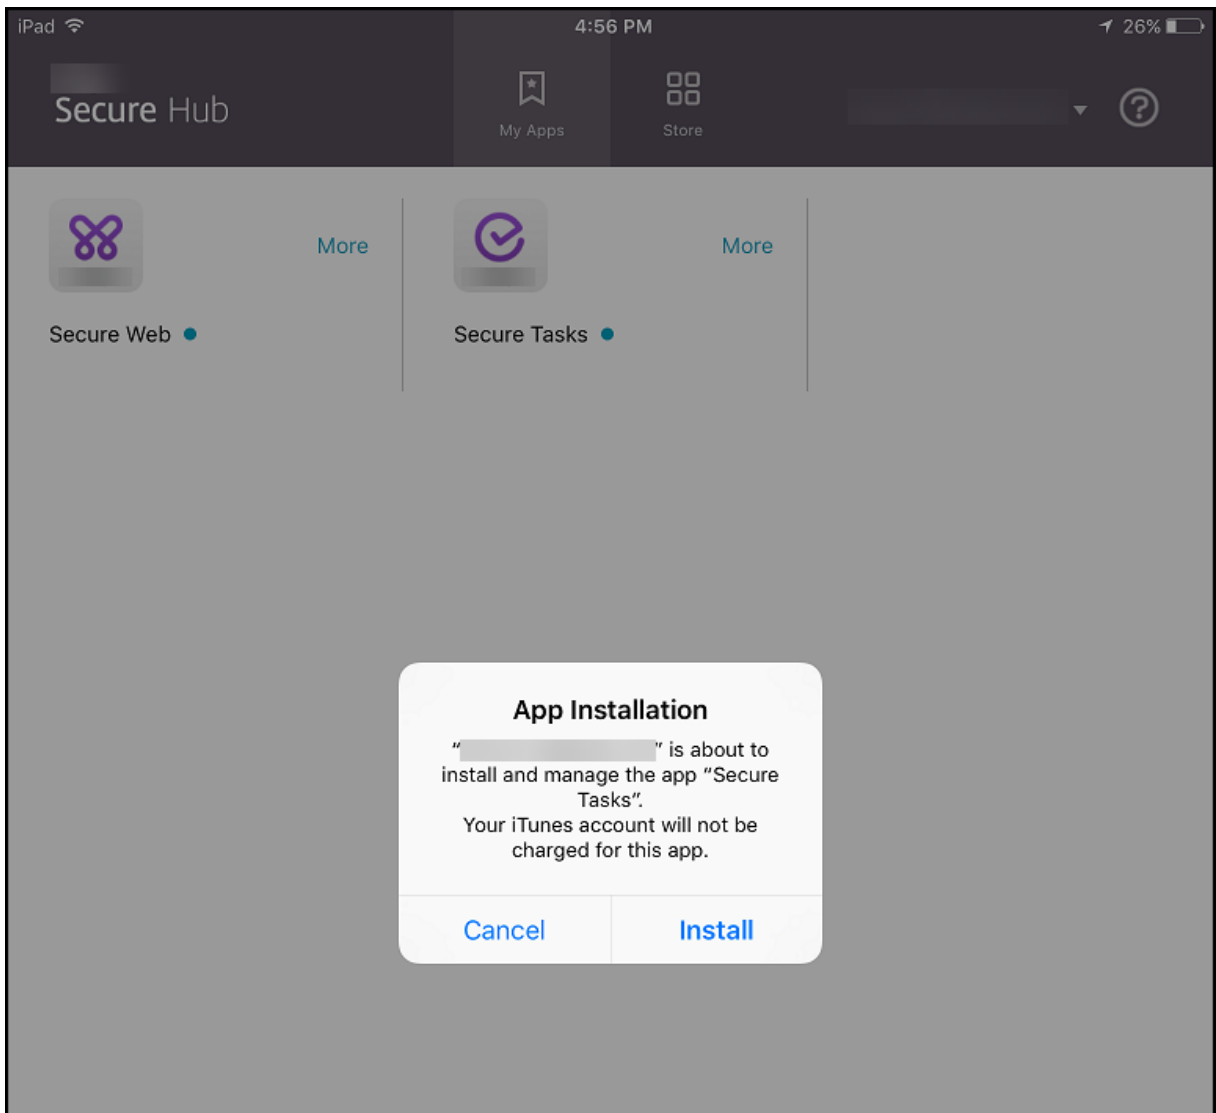 iPad 4:56 PM 26%
Secure Hub
My Apps Store
?
More More
Secure Web Secure Tasks
App Installation
“ ” is about to
install and manage the app “Secure
Tasks”.
Your iTunes account will not be
charged for this app.
Cancel Install